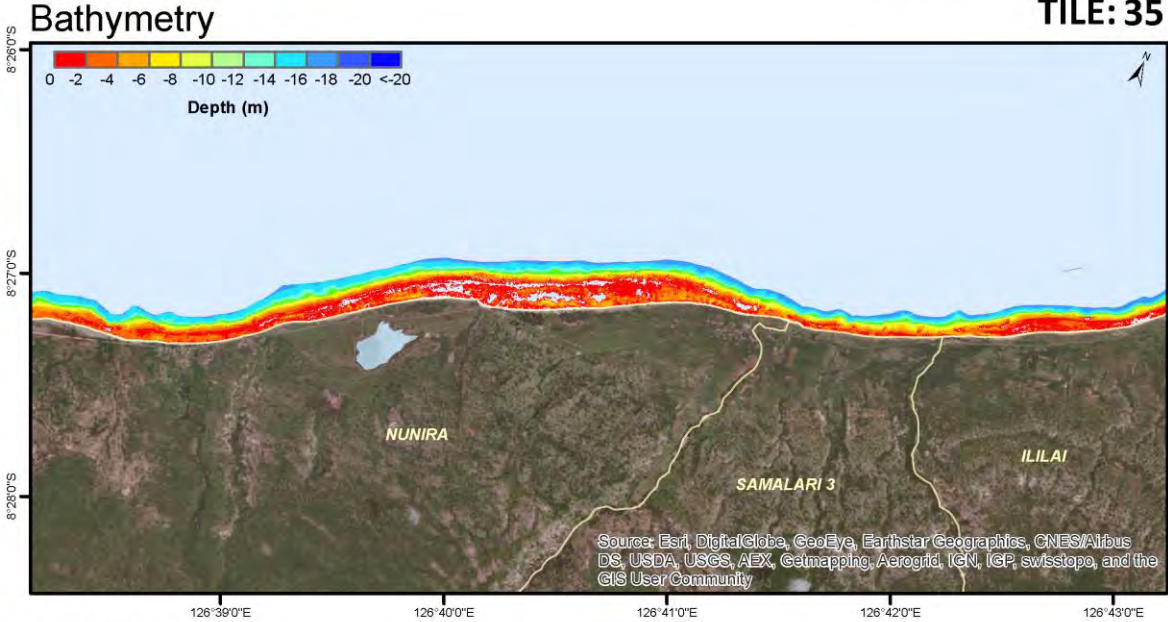 Bathymetry
TILE: 35
8°26'0"S
0 -2 -4 -6 -8 -10 -12 -14 -16 -18 -20 <-20
Depth (m)
N
8°27'0"S
NUNIRA
ILILAI
SAMALARI 3
8°28'0"S
Source: Esri, DigitalGlobe, GeoEye, Earthstar Geographics, CNES/Airbus
DS, USDA, USGS, AEX, Getmapping, Aerogrid, IGN, IGP, swisstopo, and the
GIS User Community
126°39'0"E 126°40'0"E 126°41'0"E 126°42'0"E 126°43'0"E